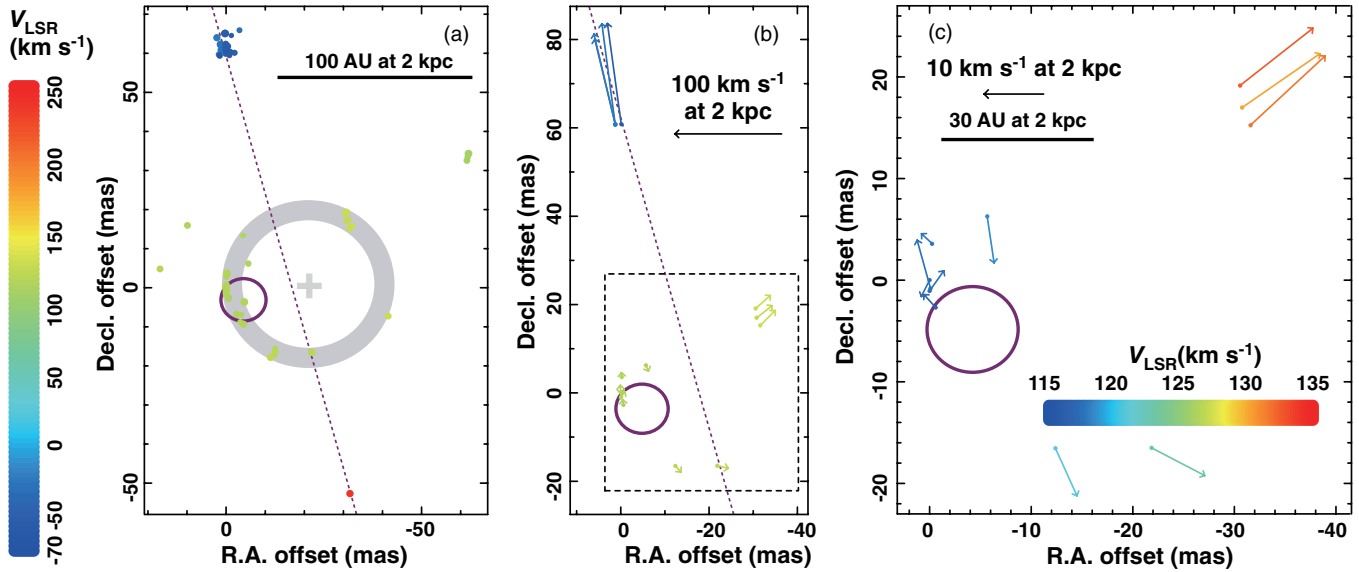 V_LSR
(km s⁻¹)
250
200
150
100
50
0
-50
-70
(a)
100 AU at 2 kpc
50
0
-50
Decl. offset (mas)
0
-50
R.A. offset (mas)
(b)
100 km s⁻¹
at 2 kpc
80
60
40
20
0
-20
Decl. offset (mas)
0
-20
-40
R.A. offset (mas)
(c)
10 km s⁻¹ at 2 kpc
30 AU at 2 kpc
20
10
0
-10
-20
Decl. offset (mas)
V_LSR(km s⁻¹)
115
120
125
130
135
0
-10
-20
-30
-40
R.A. offset (mas)